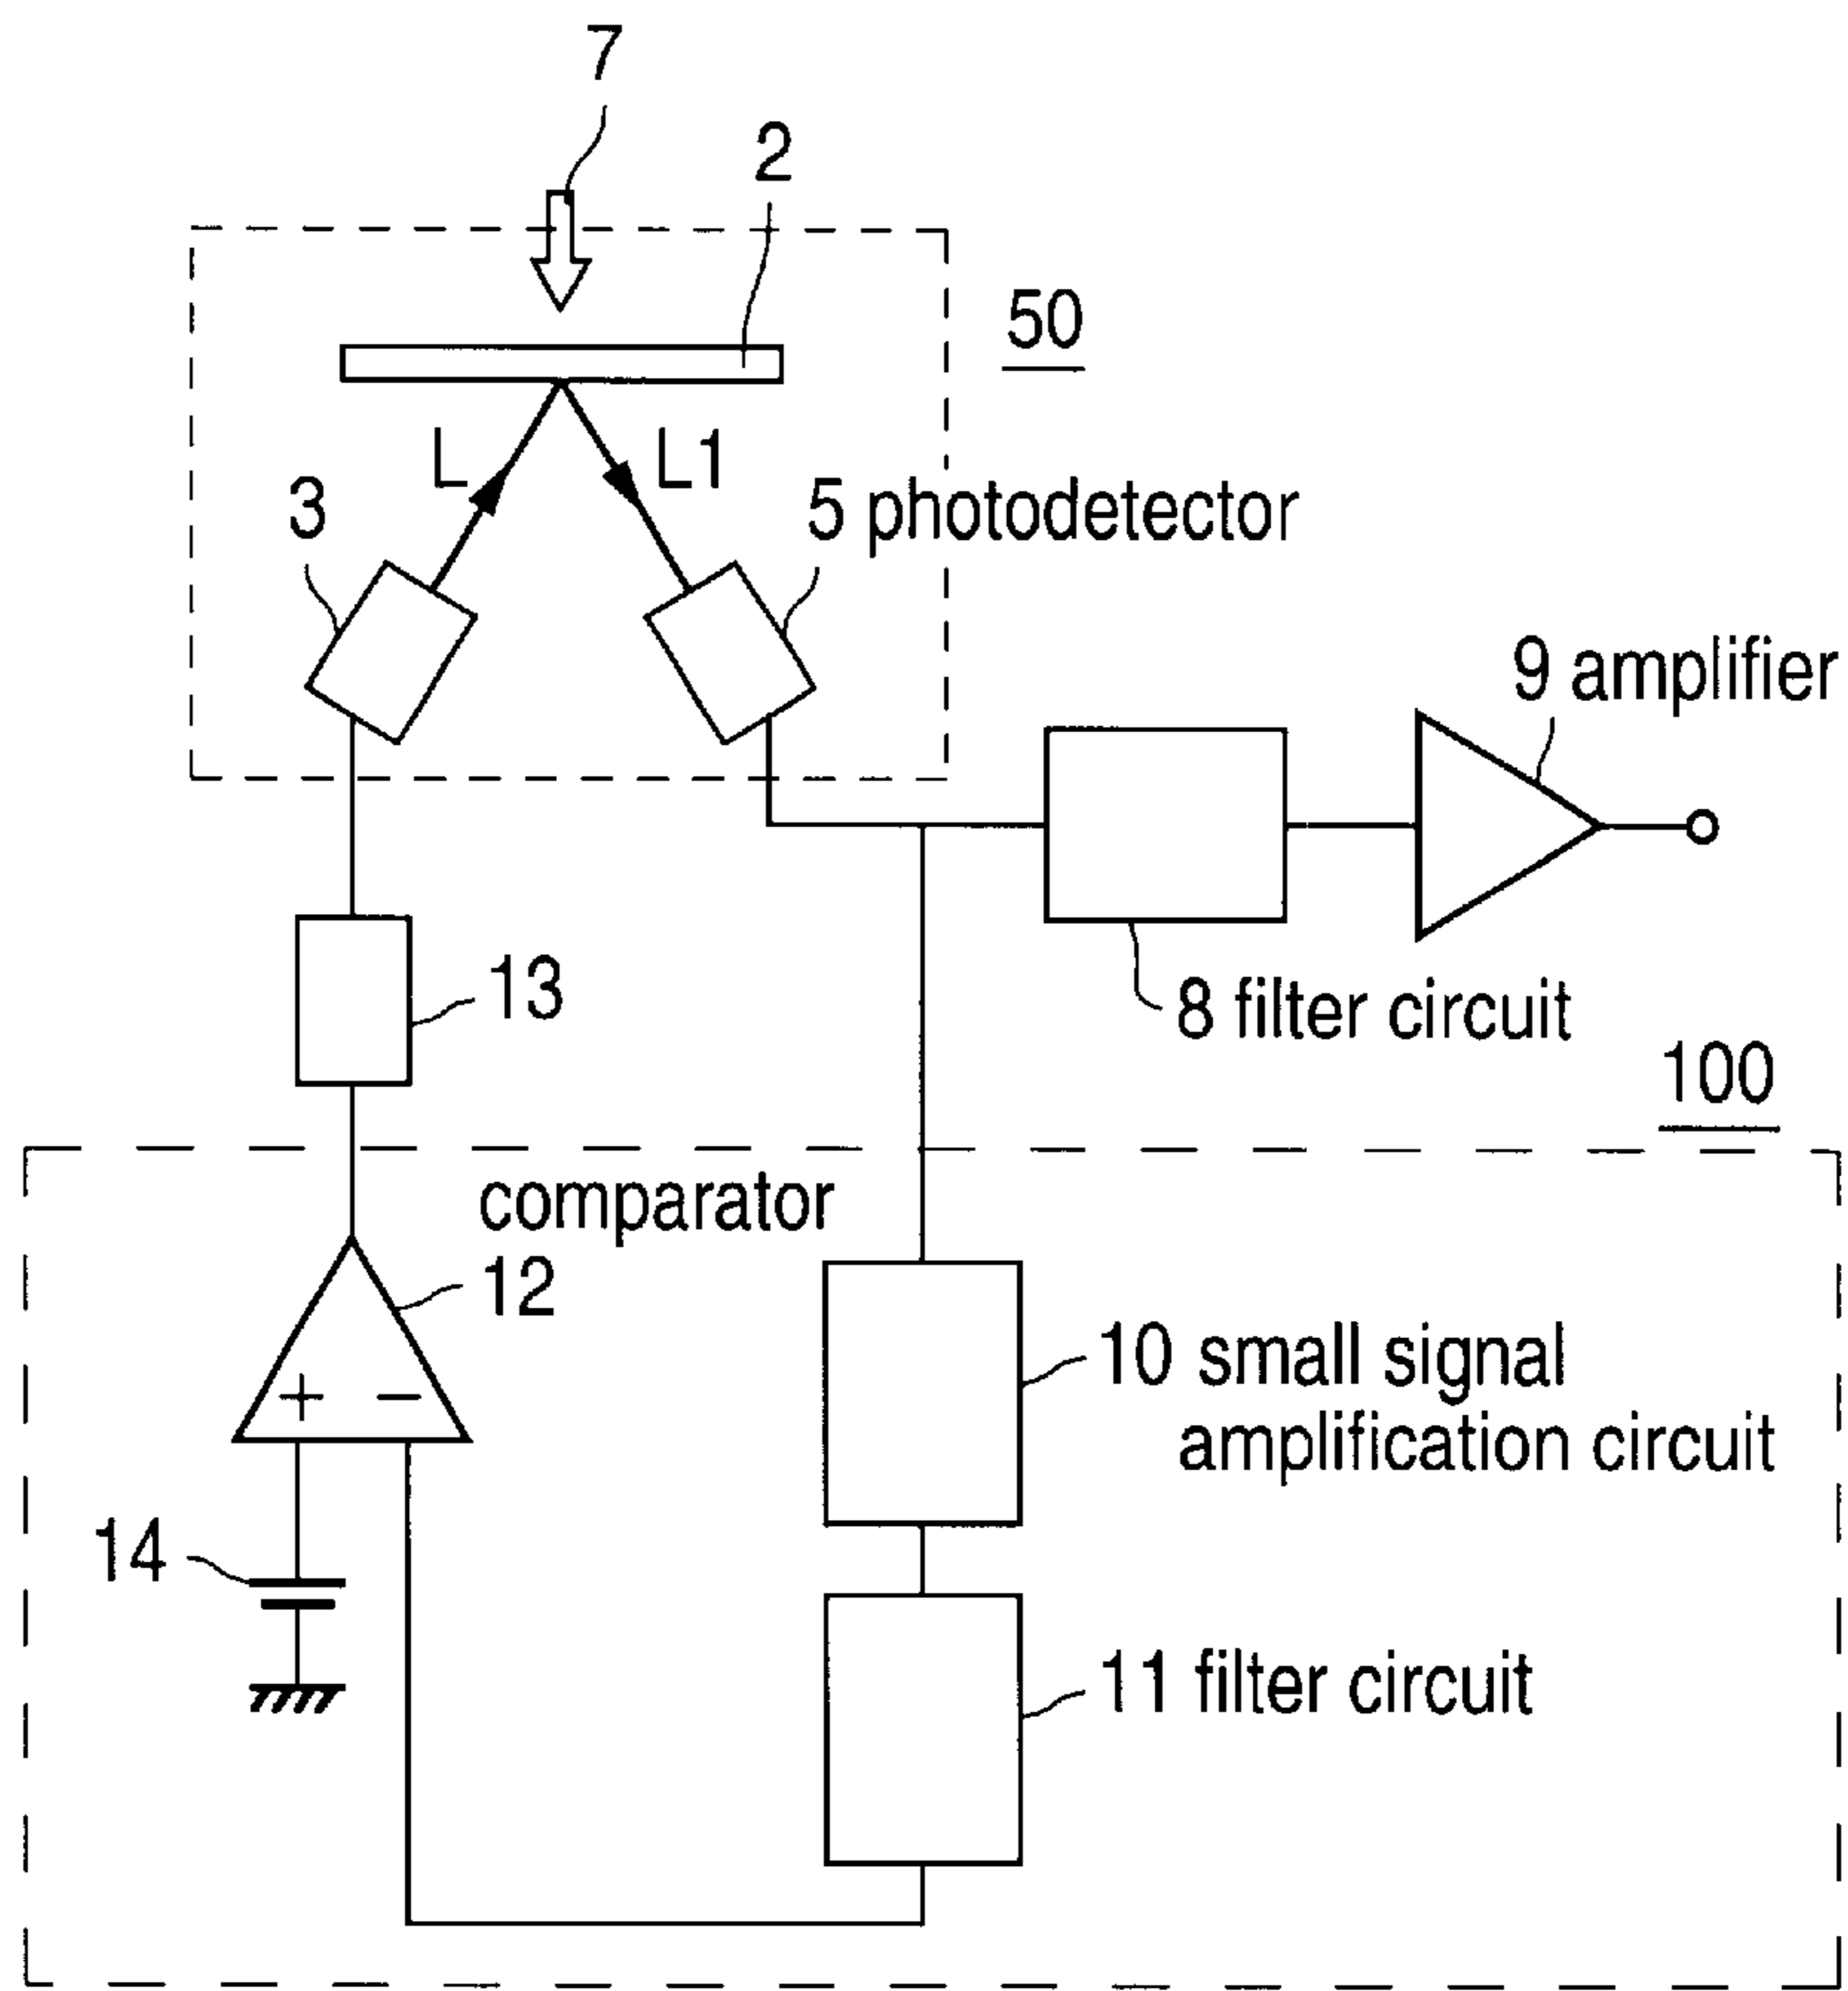 7
2
50
L
L1
3
5 photodetector
9 amplifier
13
8 filter circuit
100
comparator
12
+ −
10 small signal
amplification circuit
14
11 filter circuit